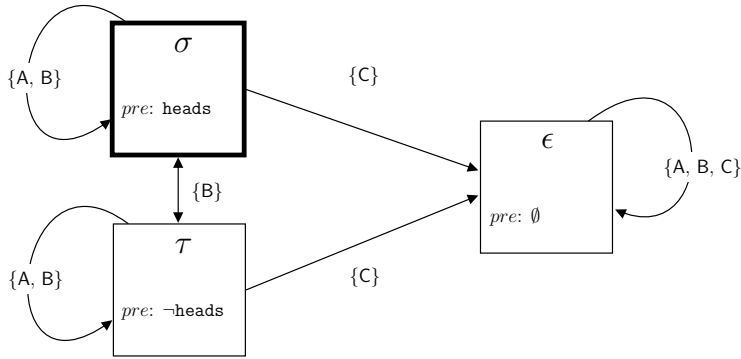 σ
{A, B}
pre: heads
{C}
ϵ
{A, B, C}
pre: ∅
{B}
τ
{A, B}
pre: ¬heads
{C}